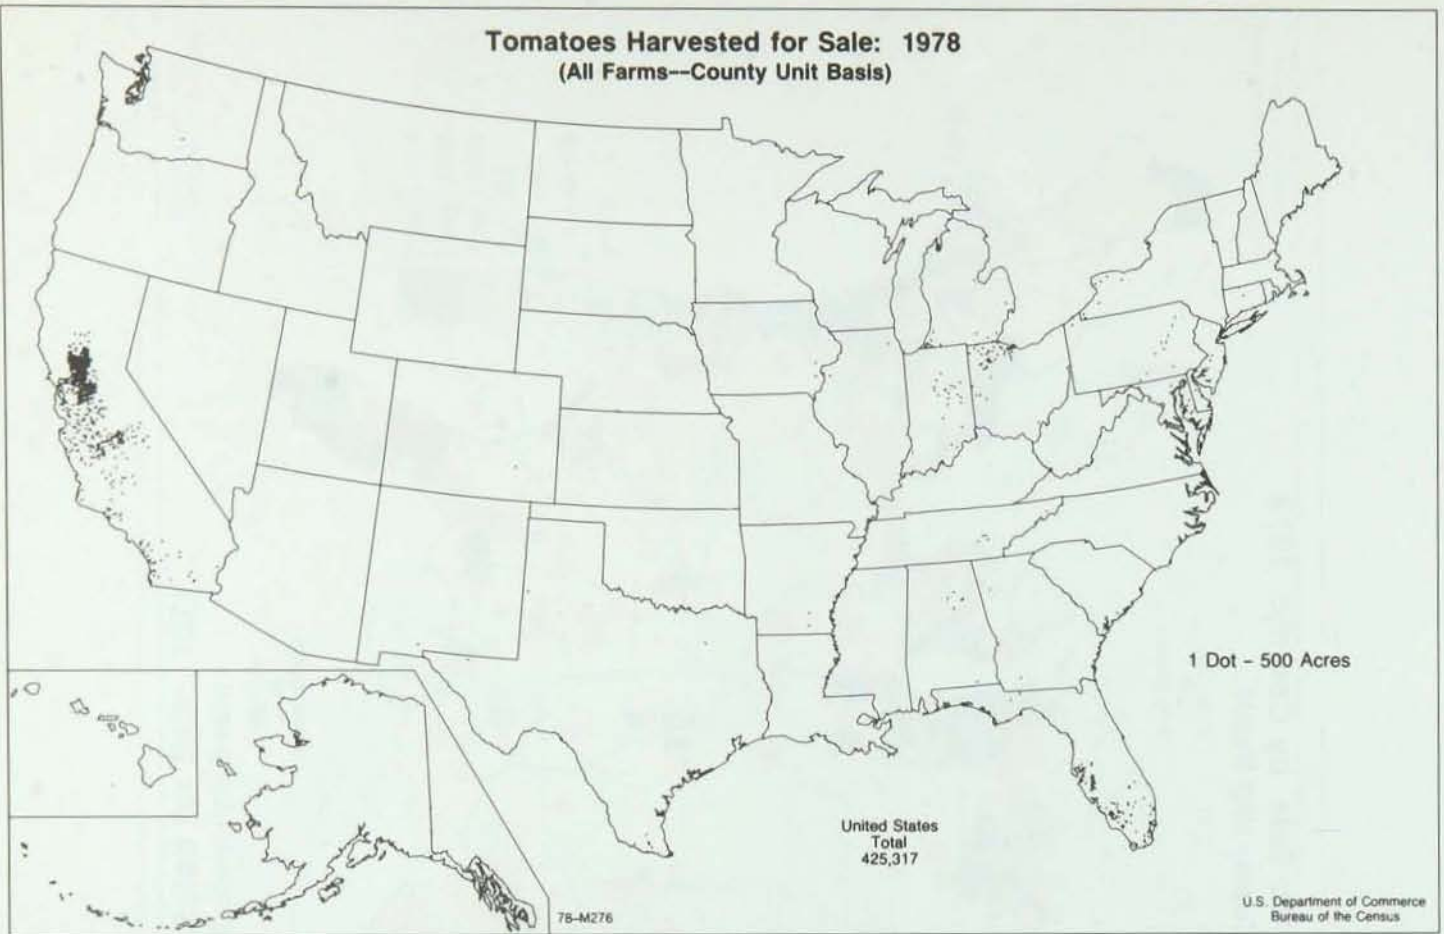 Tomatoes Harvested for Sale: 1978
(All Farms--County Unit Basis)
1 Dot - 500 Acres
United States
Total
425,317
78-M276
U.S. Department of Commerce
Bureau of the Census